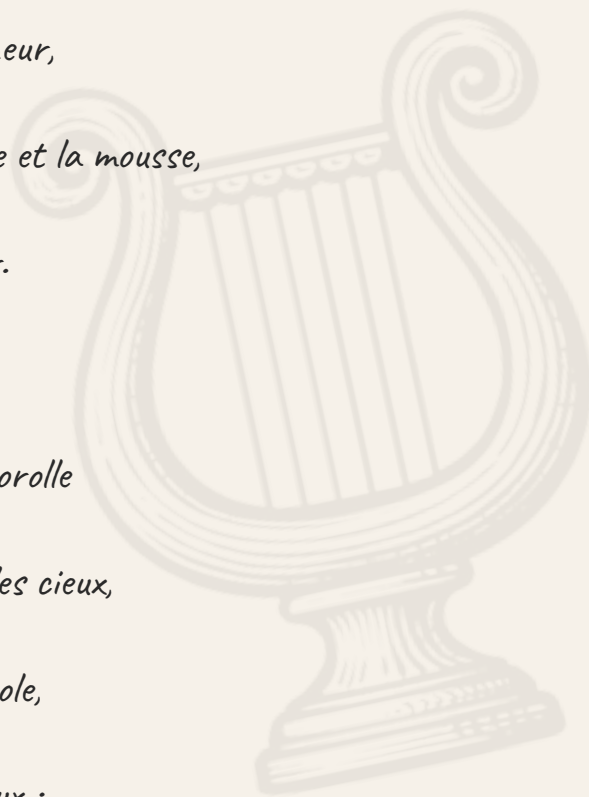 eur,
e et la mousse,
.
orolle
es cieux,
ole,